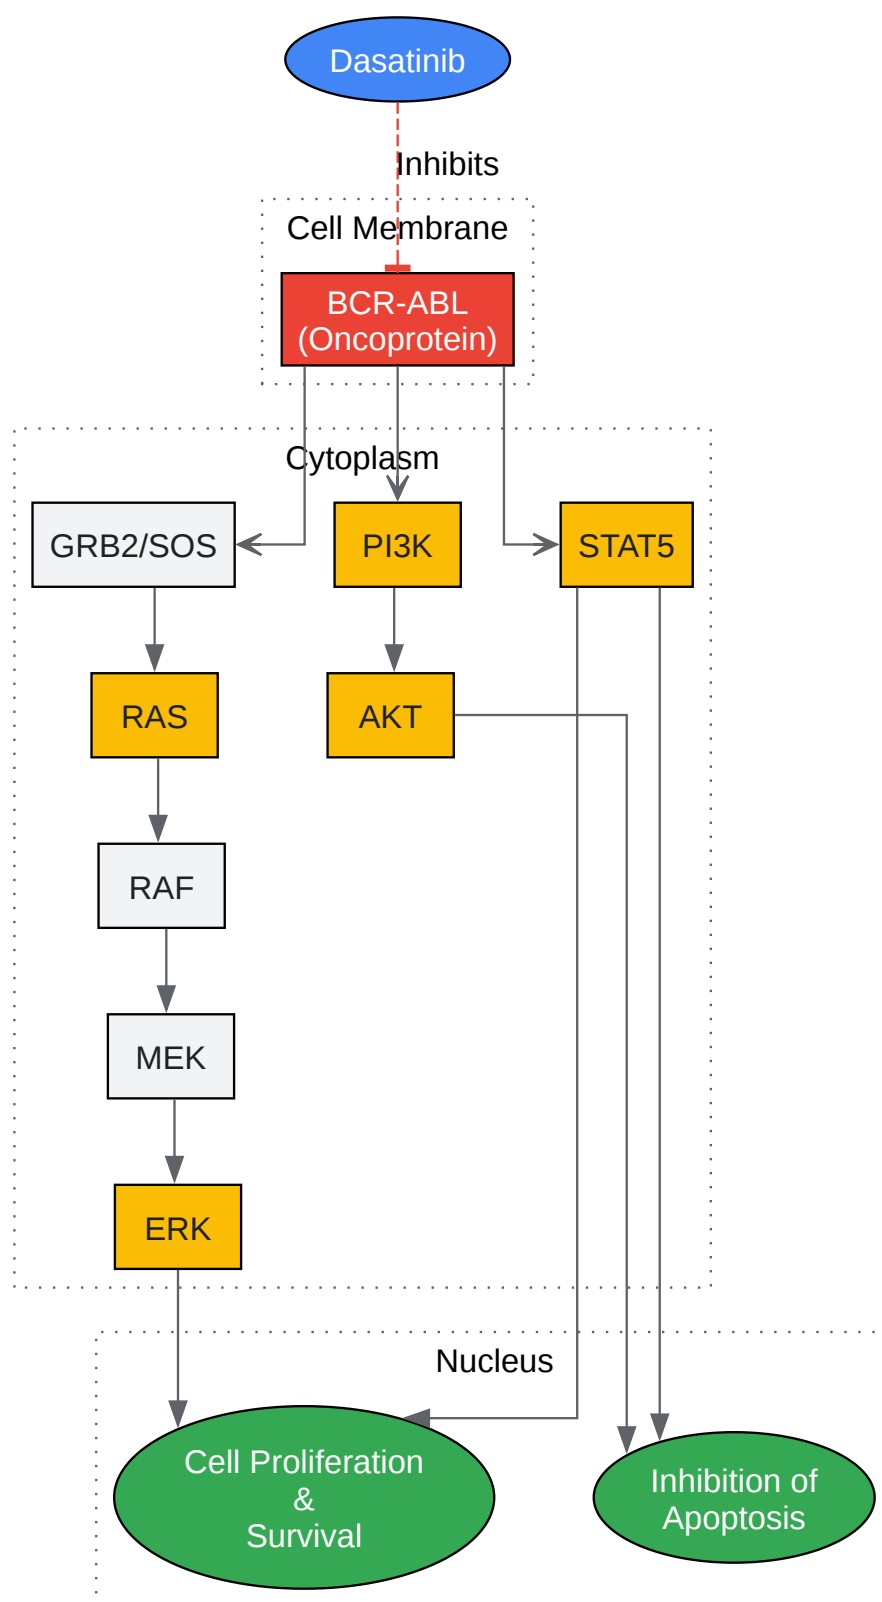 Dasatinib
Inhibits
Cell Membrane
BCR-ABL
(Oncoprotein)
Cytoplasm
GRB2/SOS
PI3K
STAT5
RAS
AKT
RAF
MEK
ERK
Nucleus
Cell Proliferation
&
Survival
Inhibition of
Apoptosis